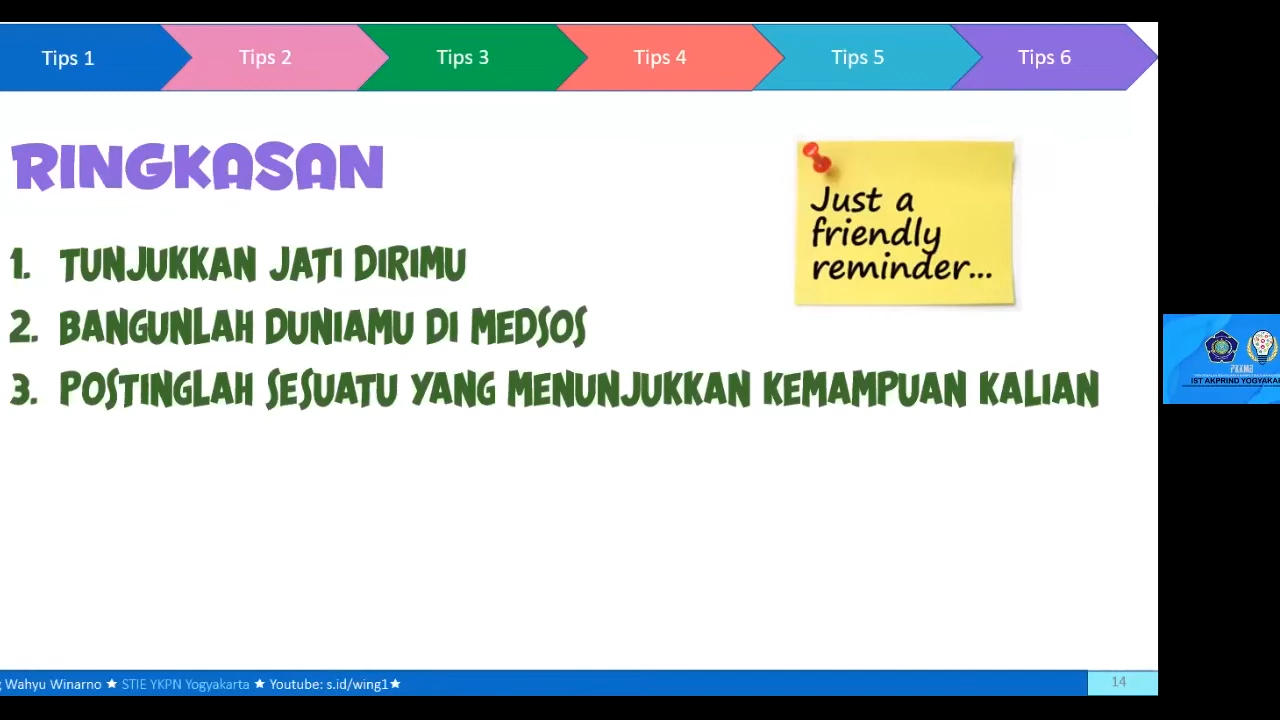 Tips 1
Tips 2
Tips 3
Tips 4
Tips 5
Tips 6
RINGKASAN
Just a
friendly
reminder...
1. TUNJUKKAN JATI DIRIMU
2. BANGUNLAH DUNIAMU DI MEDSOS
3. POSTINGLAH SESUATU YANG MENUNJUKKAN KEMAMPUAN KALIAN
PKKMB
IST AKPRIND
Wahyu Winarno ★ STIE YKPN Yogyakarta ★ Youtube: s.id/wing1★
14